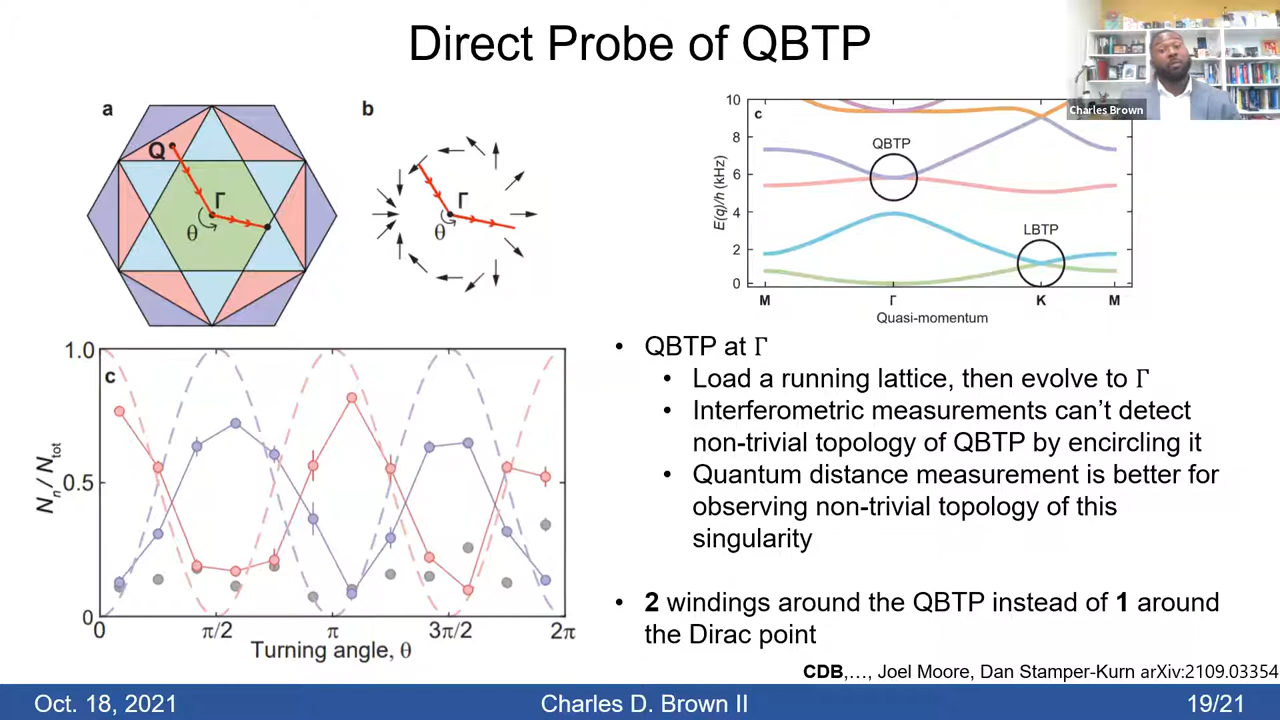 Direct Probe of QBTP
Charles Brown
a
Q
Γ
θ
b
Γ
θ
c
10
8
6
4
2
0
E(q)/h (kHz)
QBTP
LBTP
M
Γ
K
M
Quasi-momentum
c
1.0
0.5
0
Nn / Ntot
0
π/2
π
3π/2
2π
Turning angle, θ
• QBTP at Γ
• Load a running lattice, then evolve to Γ
• Interferometric measurements can’t detect
non-trivial topology of QBTP by encircling it
• Quantum distance measurement is better for
observing non-trivial topology of this
singularity
• 2 windings around the QBTP instead of 1 around
the Dirac point
CDB,…, Joel Moore, Dan Stamper-Kurn arXiv:2109.03354
Oct. 18, 2021
Charles D. Brown II
19/21